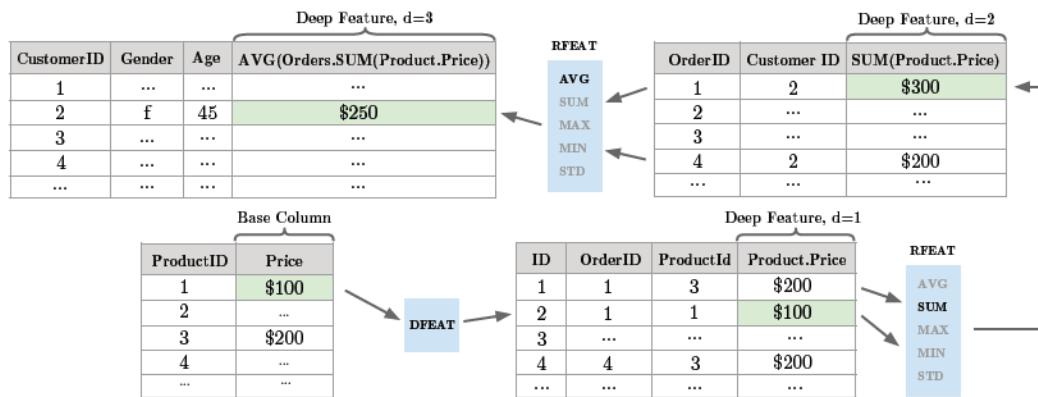 Deep Feature, d=3
CustomerID Gender Age AVG(Orders.SUM(Product.Price))
1 ... ... ...
2 f 45 $250
3 ... ... ...
4 ... ... ...
... ... ... ...
RFEAT
AVG
SUM
MAX
MIN
STD
Deep Feature, d=2
OrderID Customer ID SUM(Product.Price)
1 2 $300
2 ... ...
3 ... ...
4 2 $200
... ... ...
Base Column
ProductID Price
1 $100
2 ...
3 $200
4 ...
... ...
DFEAT
Deep Feature, d=1
ID OrderID ProductId Product.Price
1 1 3 $200
2 1 1 $100
3 ... ... ...
4 4 3 $200
... ... ... ...
RFEAT
AVG
SUM
MAX
MIN
STD